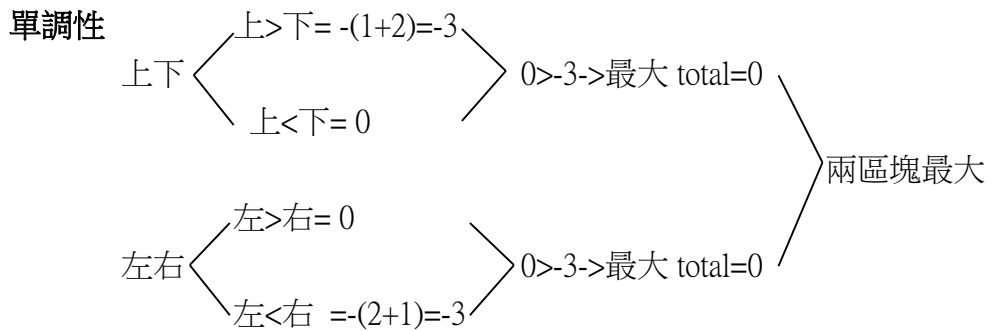 單調性
上>下= -(1+2)=-3
上下
0>-3->最大 total=0
上<下= 0
兩區塊最大
左>右= 0
左右
0>-3->最大 total=0
左<右 =-(2+1)=-3